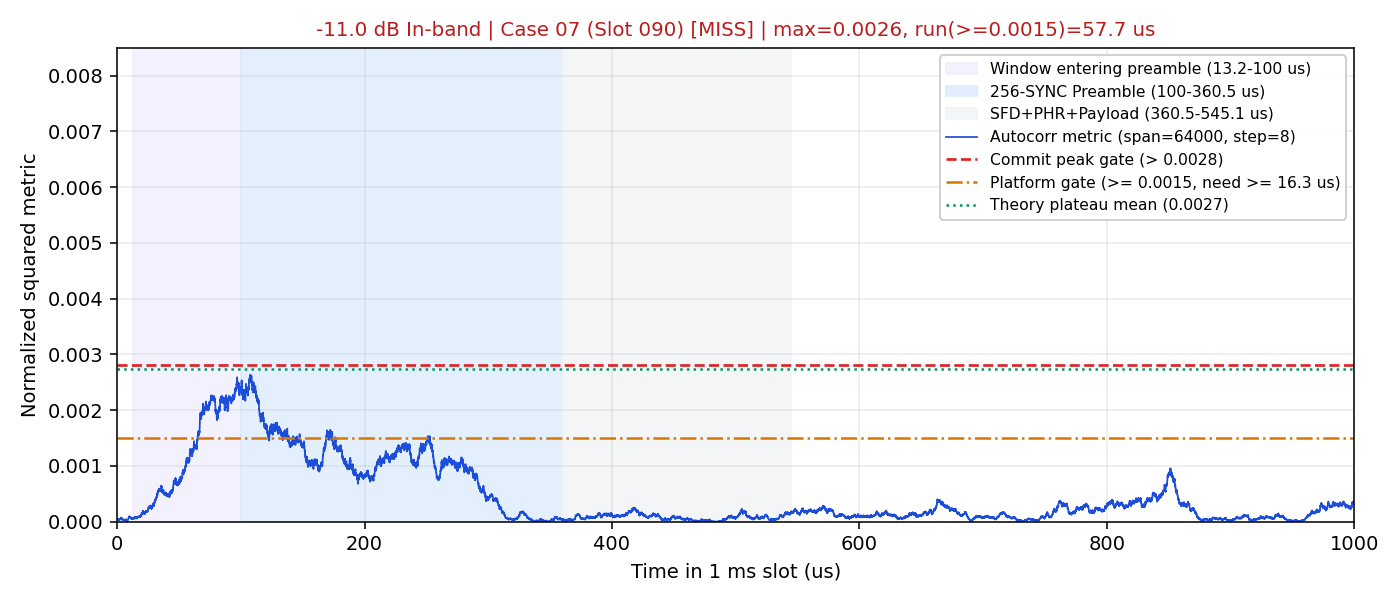 -11.0 dB In-band | Case 07 (Slot 090) [MISS] | max=0.0026, run(>=0.0015)=57.7 us
Window entering preamble (13.2-100 us)
256-SYNC Preamble (100-360.5 us)
SFD+PHR+Payload (360.5-545.1 us)
Autocorr metric (span=64000, step=8)
Commit peak gate (> 0.0028)
Platform gate (>= 0.0015, need >= 16.3 us)
Theory plateau mean (0.0027)
Normalized squared metric
0.008
0.007
0.006
0.005
0.004
0.003
0.002
0.001
0.000
0 200 400 600 800 1000
Time in 1 ms slot (us)